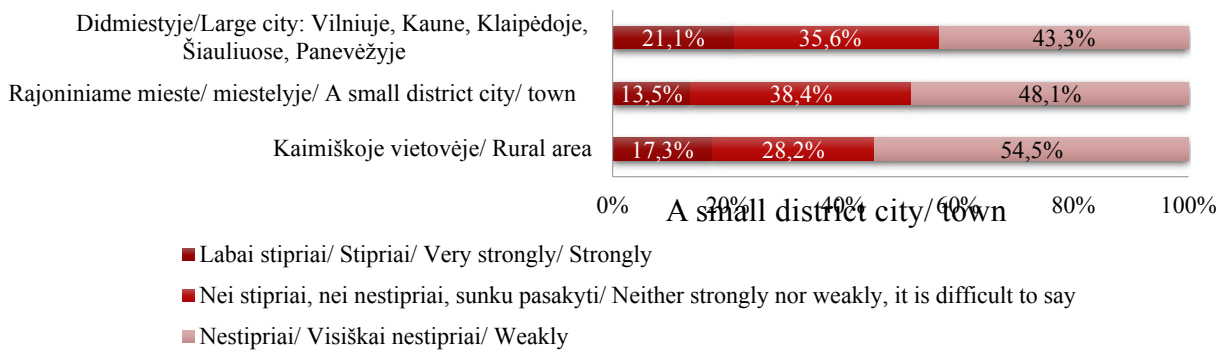 Didmiestyje/Large city: Vilniuje, Kaune, Klaipėdoje,
Šiauliuose, Panevėžyje
21,1% 35,6% 43,3%
Rajoniniame mieste/ miestelyje/ A small district city/ town
13,5% 38,4% 48,1%
Kaimiškoje vietovėje/ Rural area
17,3% 28,2% 54,5%
0% 20% 40% 60% 80% 100%
A small district city/ town
Labai stipriai/ Stipriai/ Very strongly/ Strongly
Nei stipriai, nei nestipriai, sunku pasakyti/ Neither strongly nor weakly, it is difficult to say
Nestipriai/ Visiškai nestipriai/ Weakly